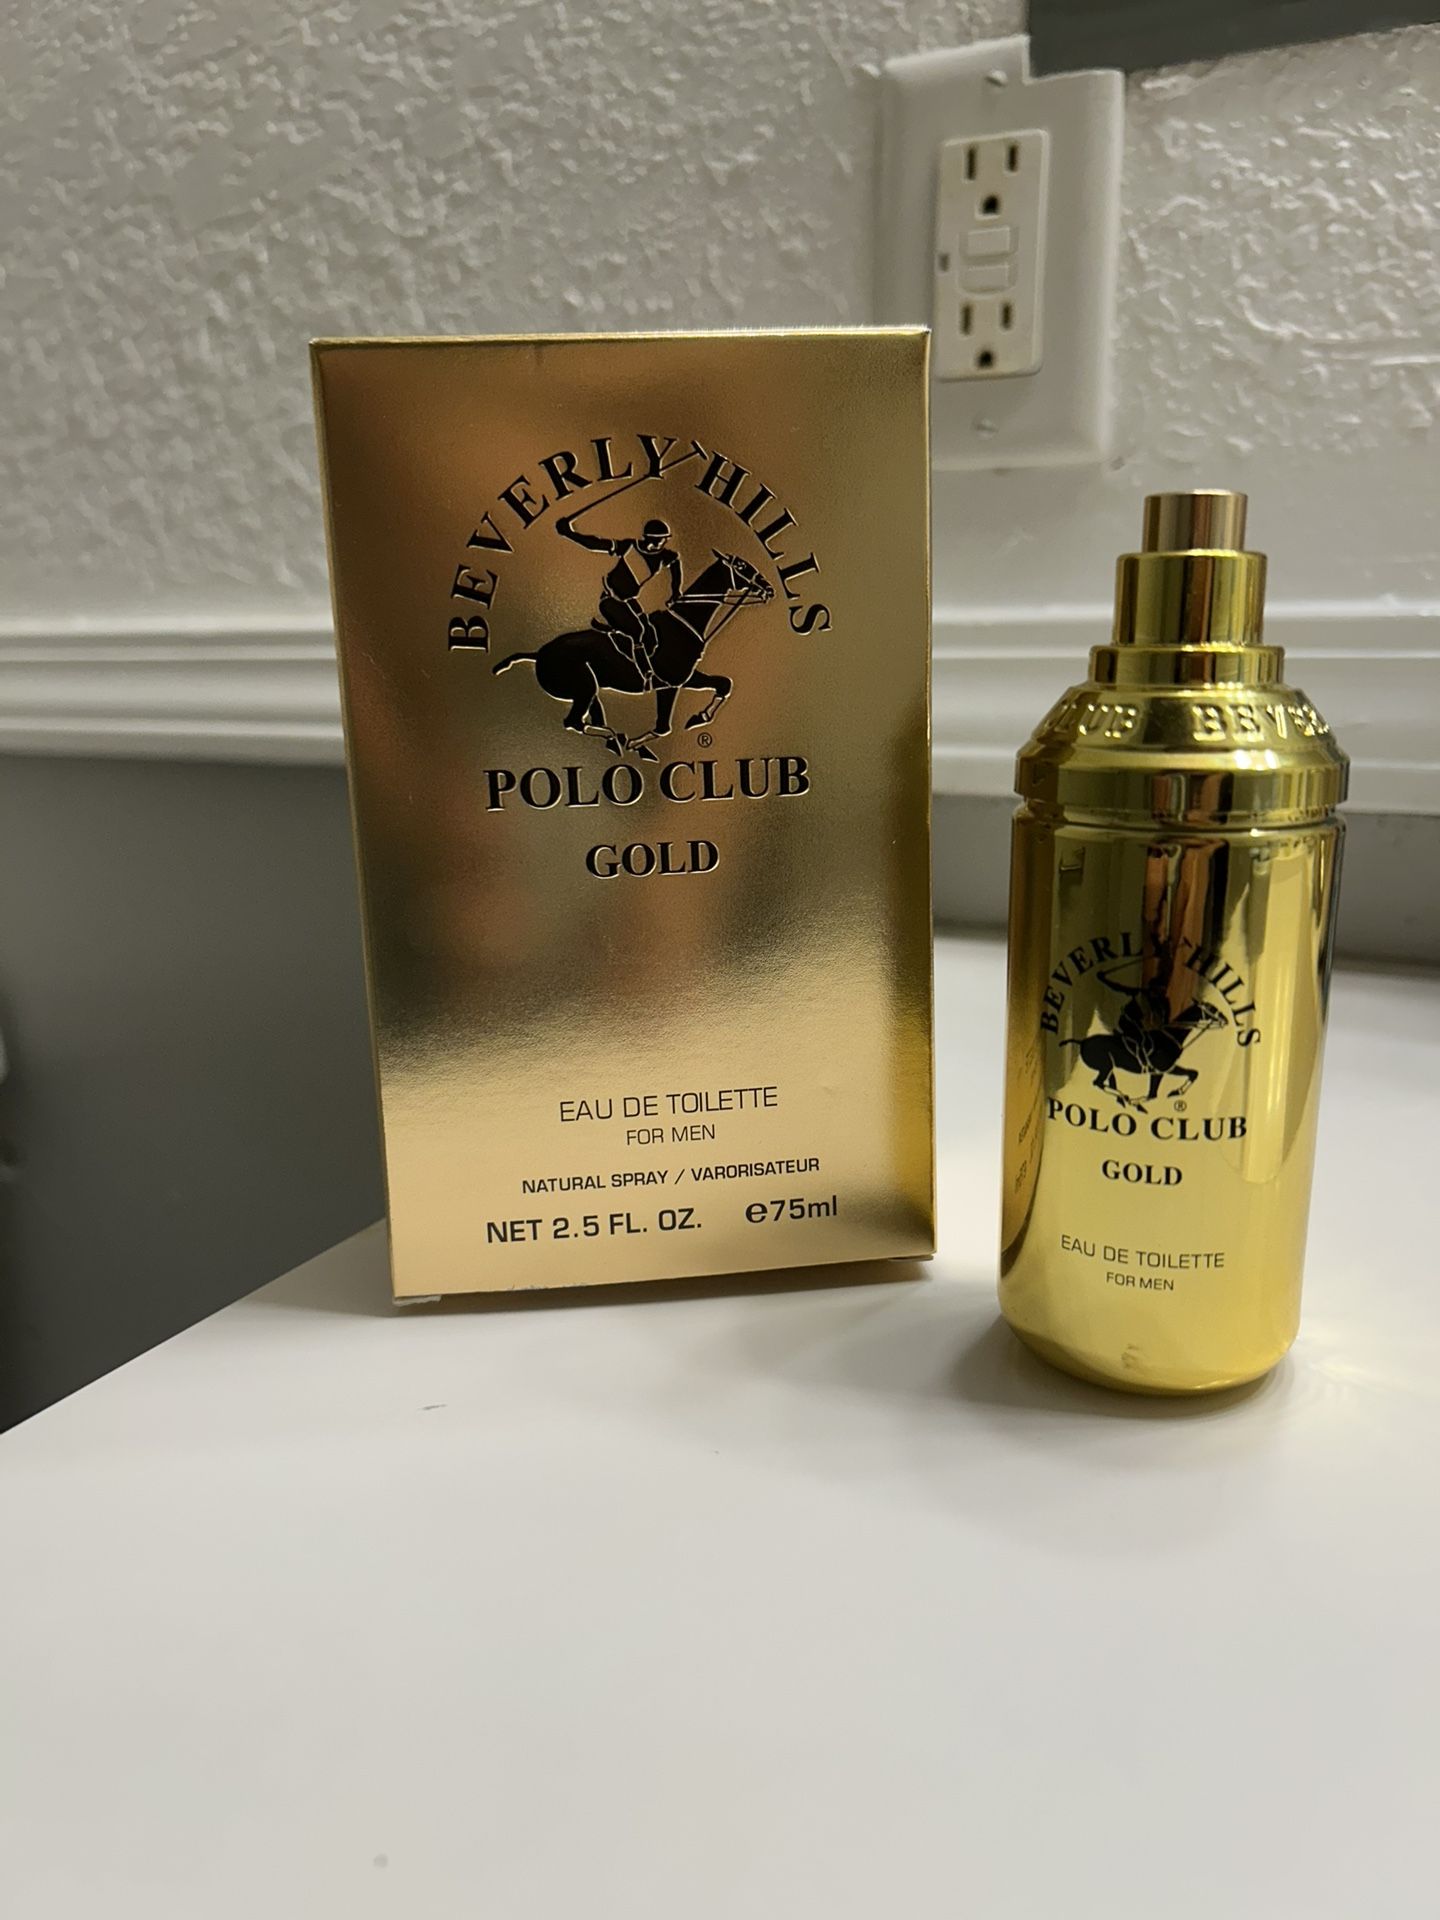 BEVERLY HILLS
®
POLO CLUB
GOLD
EAU DE TOILETTE
FOR MEN
NATURAL SPRAY / VARORISATEUR
NET 2.5 FL. OZ. e75ml
BEVERLY HILLS
®
POLO CLUB
GOLD
EAU DE TOILETTE
FOR MEN